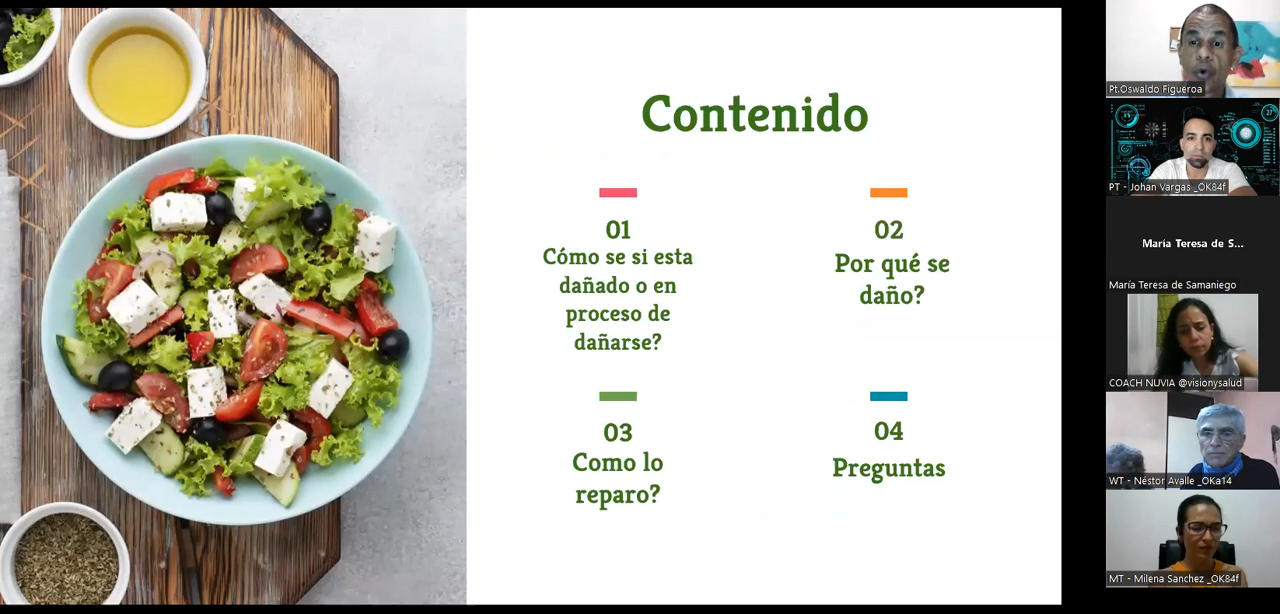 Contenido
01
Cómo se si esta
dañado o en
proceso de
dañarse?
02
Por qué se
daño?
03
Como lo
reparo?
04
Preguntas
Pt.Oswaldo Figueroa
PT - Johan Vargas _OK84f
María Teresa de S...
María Teresa de Samaniego
COACH NUVIA @visionysalud
WT - Néstor Avalle _OKa14
MT - Milena Sanchez _OK84f